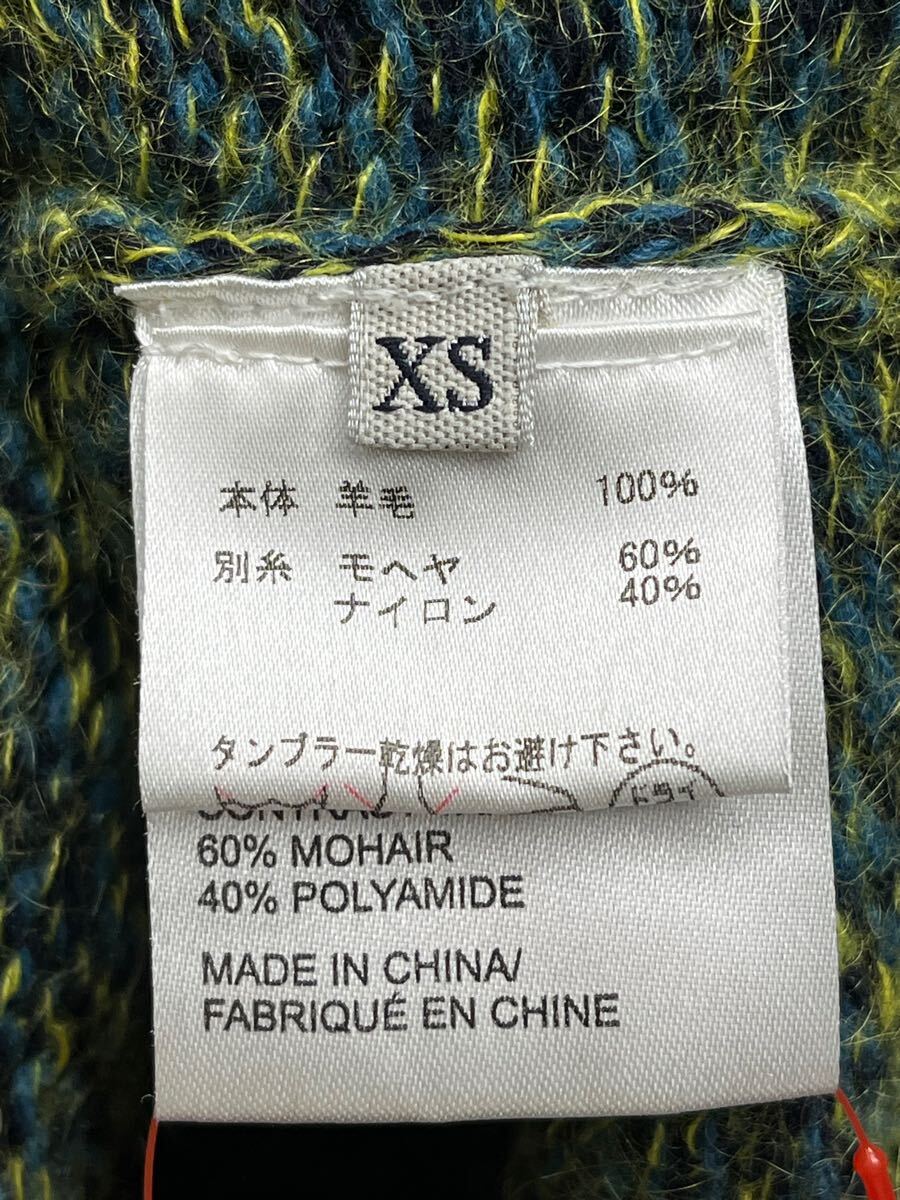 XS
本体 羊毛 100%
別糸 モヘヤ 60%
ナイロン 40%
タンブラー乾燥はお避け下さい。
ドライ
60% MOHAIR
40% POLYAMIDE
MADE IN CHINA/
FABRIQUÉ EN CHINE